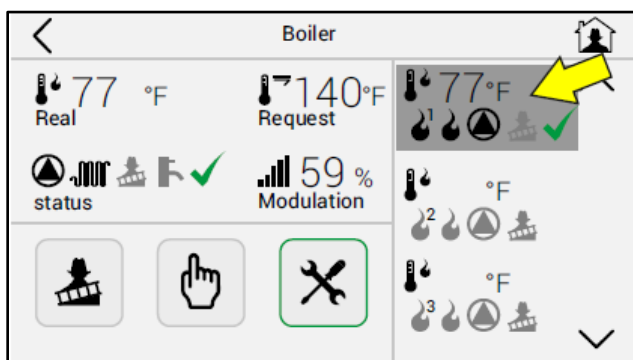 Boiler
77 °F
Real
140°F
Request
status
59 %
Modulation
77°F
1
°F
2
°F
3